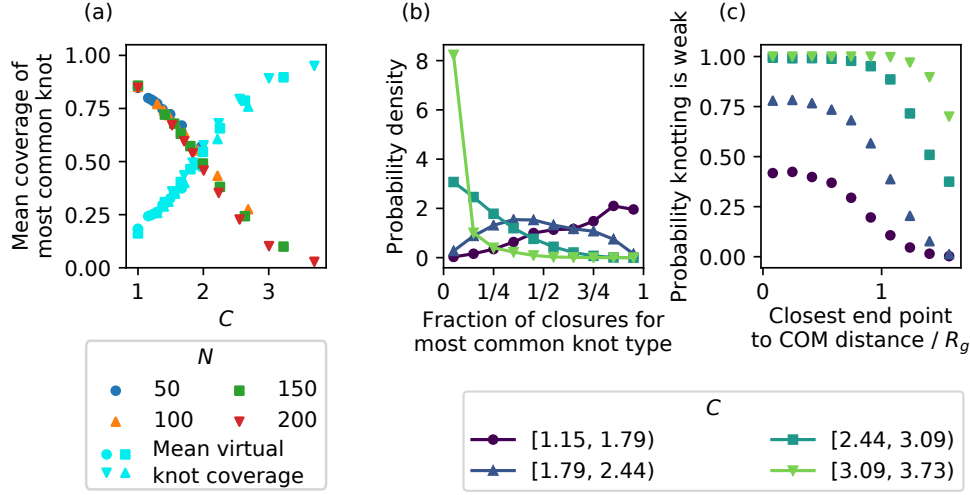 (a)
Mean coverage of
most common knot
1.00
0.75
0.50
0.25
0.00
1
2
3
C
(b)
Probability density
8
6
4
2
0
0
1/4
1/2
3/4
1
Fraction of closures for
most common knot type
(c)
Probability knotting is weak
1.00
0.75
0.50
0.25
0.00
0
1
Closest end point
to COM distance / R_g
N
50
150
100
200
Mean virtual
knot coverage
C
[1.15, 1.79)
[2.44, 3.09)
[1.79, 2.44)
[3.09, 3.73)